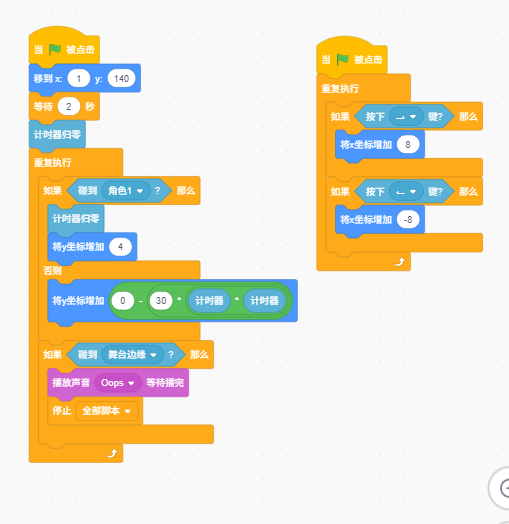 当 被点击
移到 x: 1 y: 140
等待 2 秒
计时器归零
重复执行
如果 碰到 角色1 ? 那么
计时器归零
将y坐标增加 4
否则
将y坐标增加 0 - 30 * 计时器 * 计时器
如果 碰到 舞台边缘 ? 那么
播放声音 Oops 等待播完
停止 全部脚本
当 被点击
重复执行
如果 按下 → 键? 那么
将x坐标增加 8
如果 按下 ← 键? 那么
将x坐标增加 -8